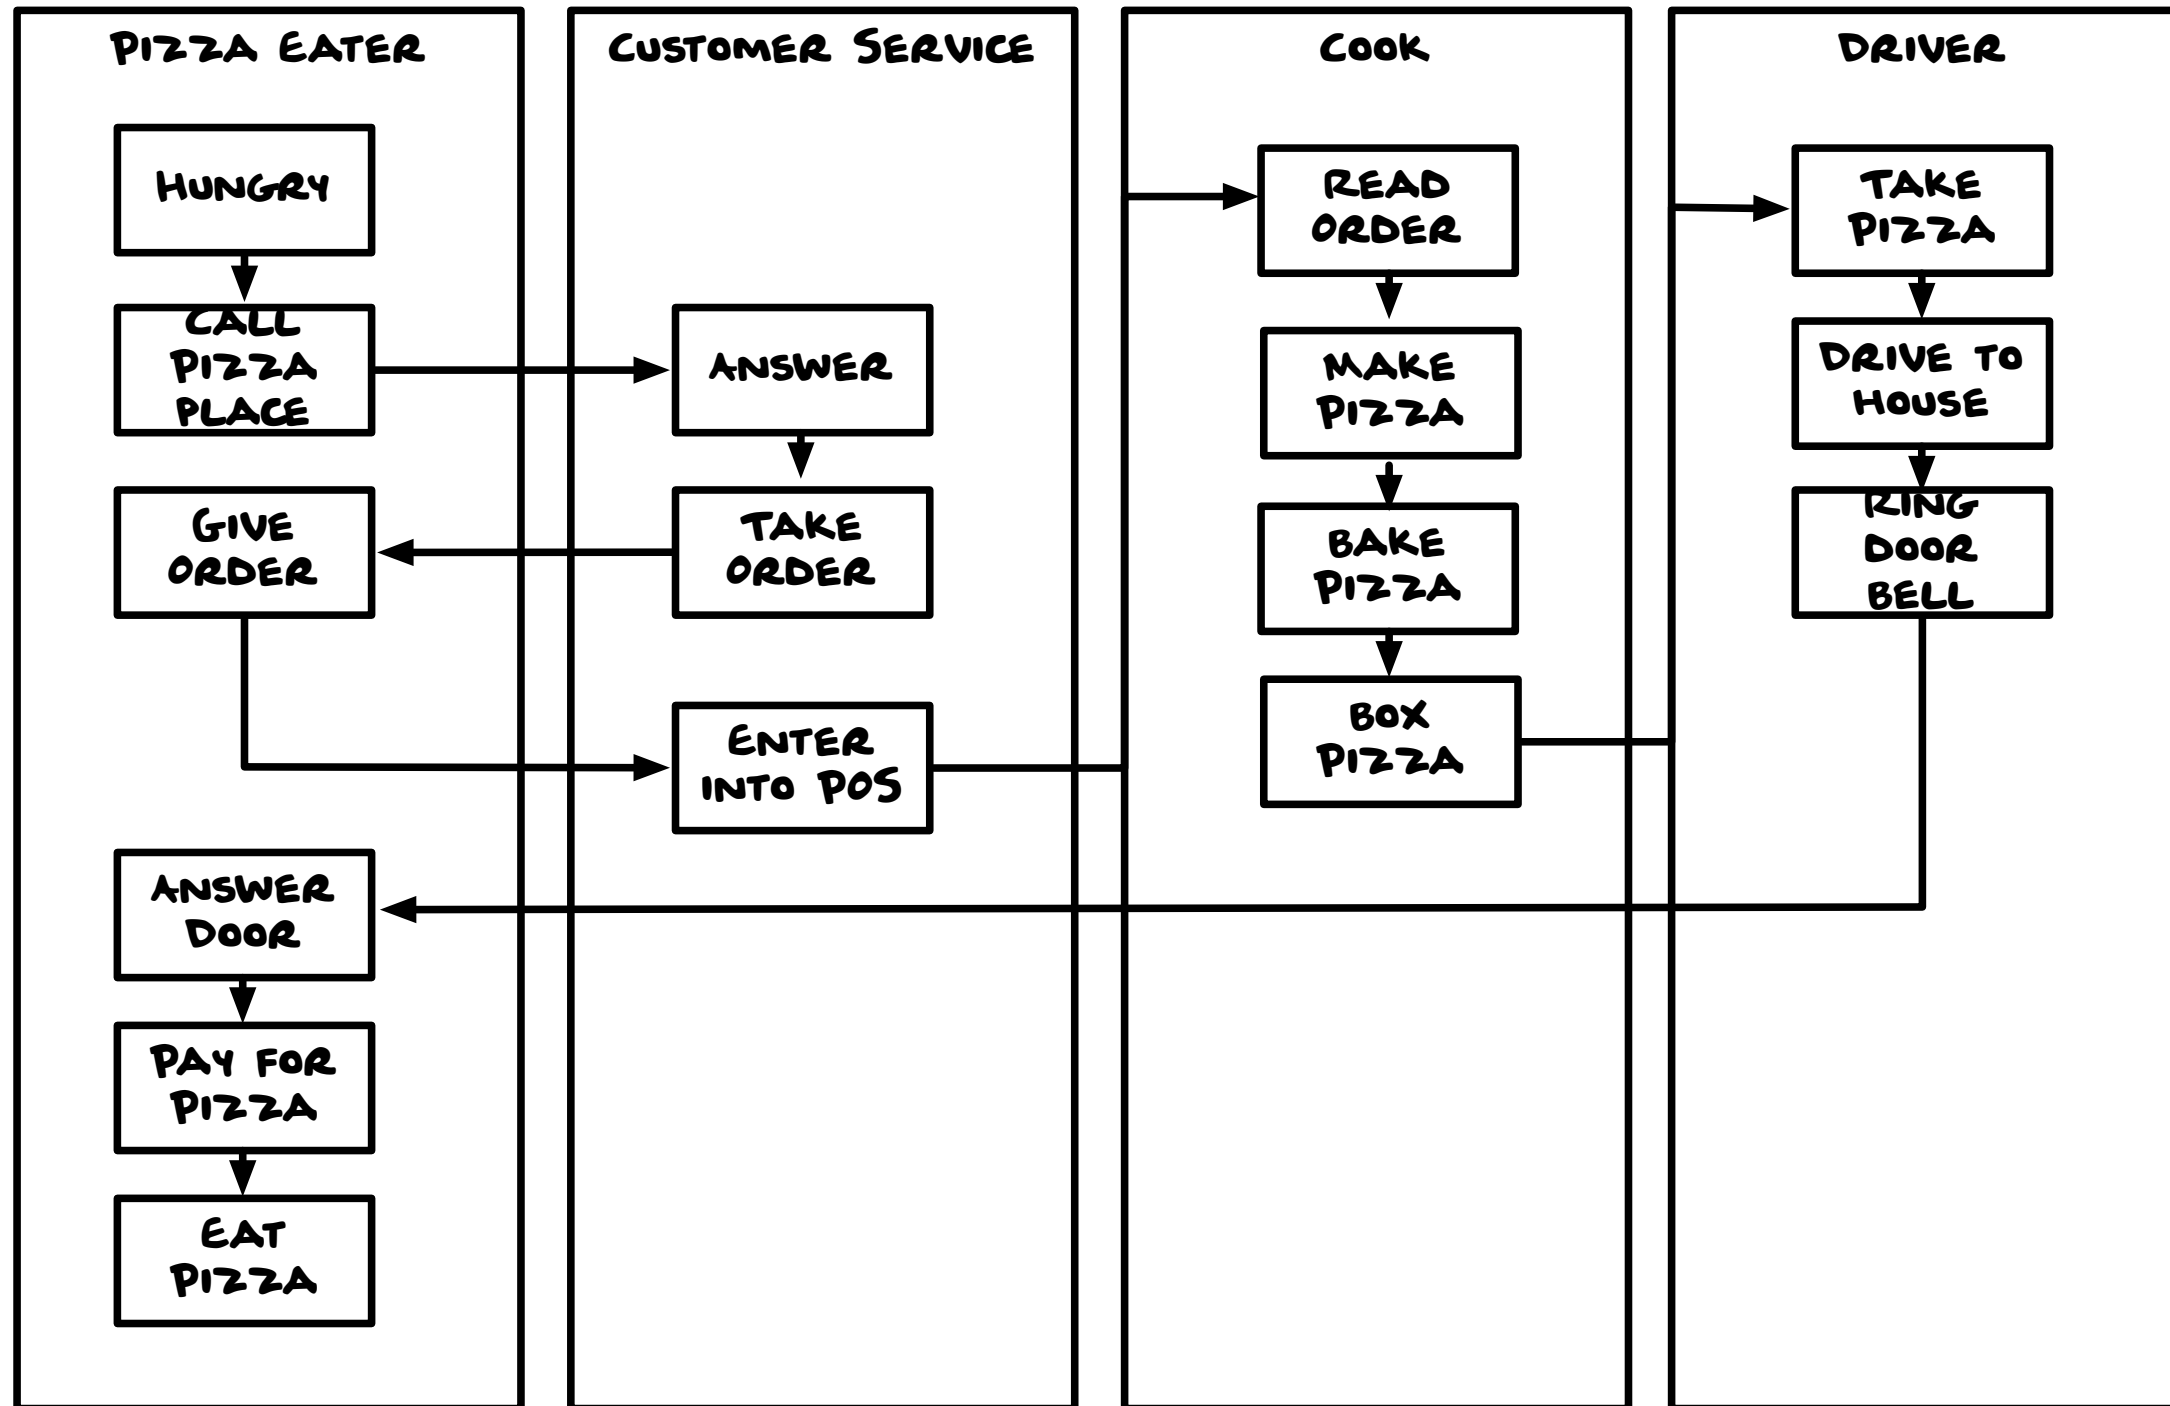 Pizza Eater
Hungry
Call
Pizza
Place
Give
Order
Answer
Door
Pay for
Pizza
Eat
Pizza
Customer Service
Answer
Take
Order
Enter
into POS
Cook
Read
Order
Make
Pizza
Bake
Pizza
Box
Pizza
Driver
Take
Pizza
Drive to
House
Ring
Door
Bell